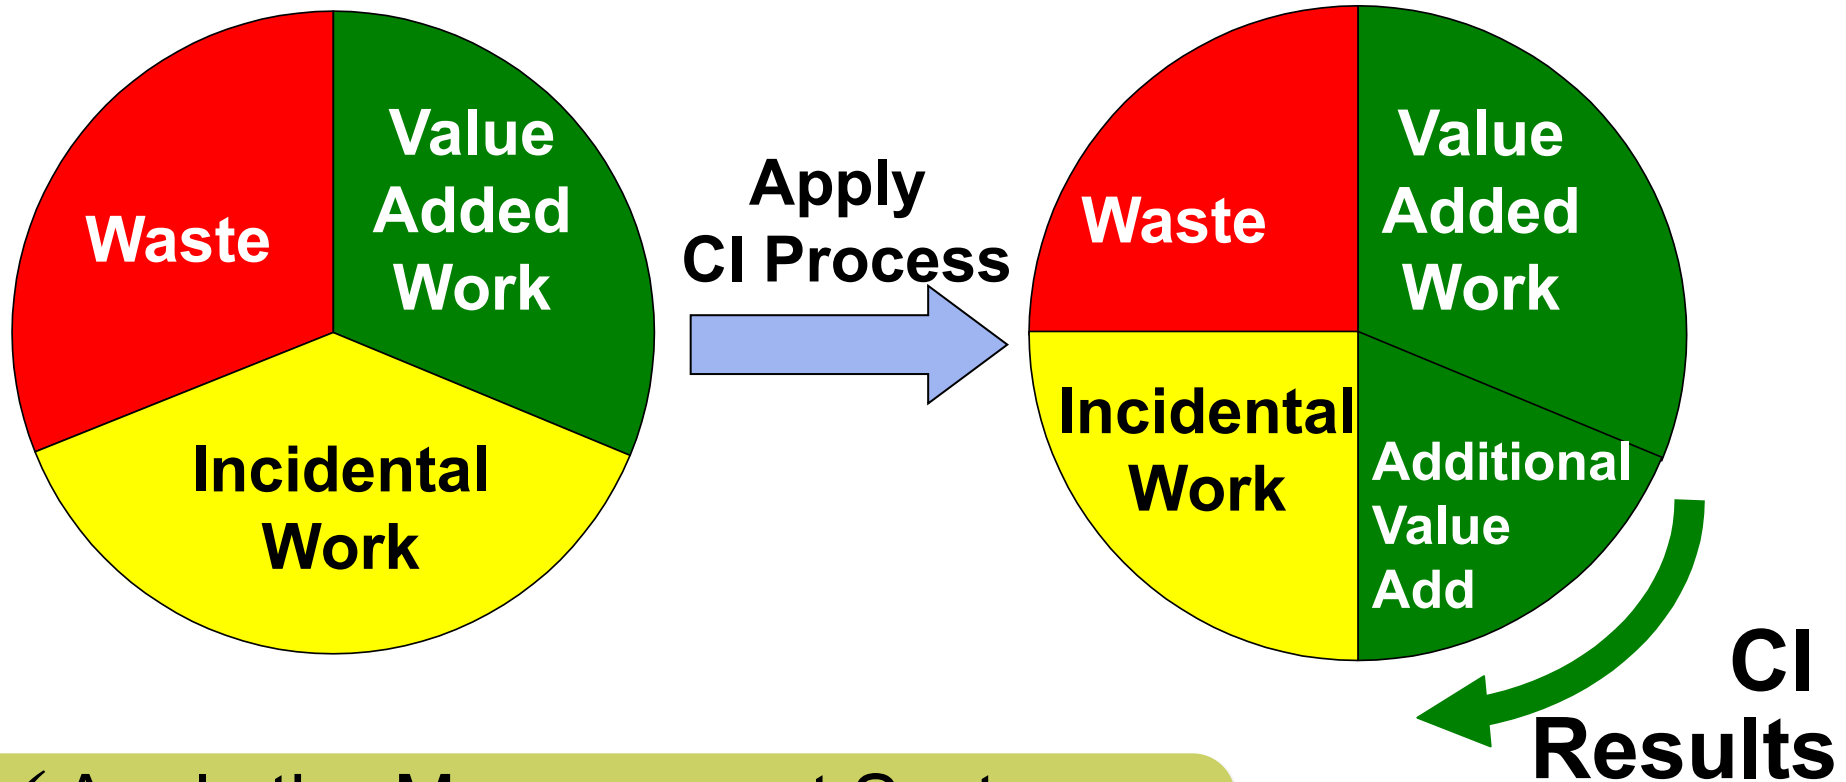 Waste
Value
Added
Work
Incidental
Work
Apply
CI Process
Waste
Value
Added
Work
Incidental
Work
Additional
Value
Add
CI
Results